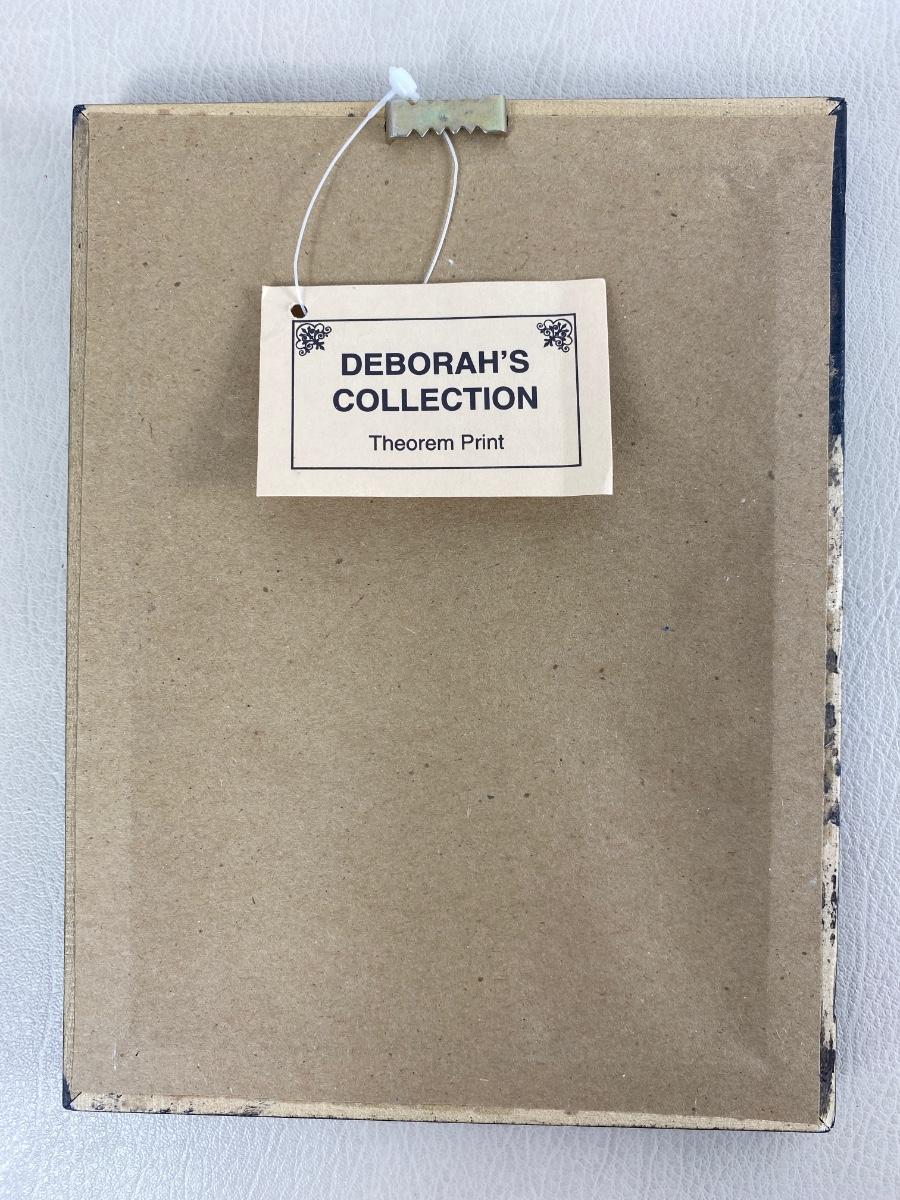 DEBORAH'S
COLLECTION
Theorem Print